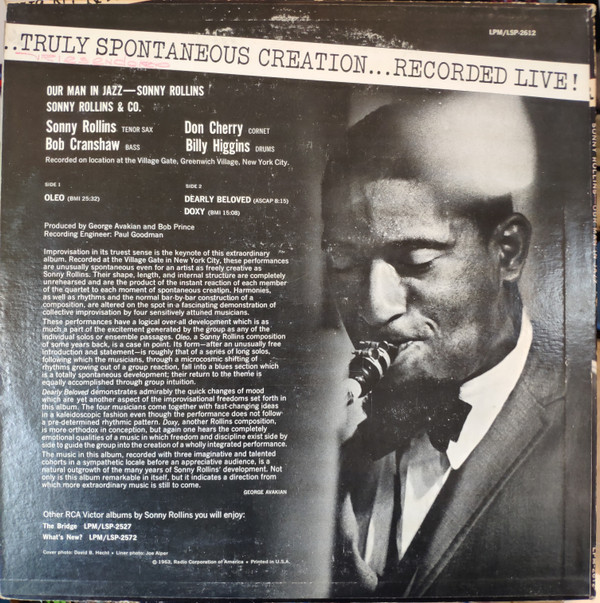 LPM/LSP-2612
..TRULY SPONTANEOUS CREATION...RECORDED LIVE!
OUR MAN IN JAZZ—SONNY ROLLINS
SONNY ROLLINS & CO.
Sonny Rollins TENOR SAX Don Cherry CORNET
Bob Cranshaw BASS Billy Higgins DRUMS
Recorded on location at the Village Gate, Greenwich Village, New York City.
SIDE 1
OLEO (BMI 25:32)
SIDE 2
DEARLY BELOVED (ASCAP 8:15)
DOXY (BMI 15:08)
Produced by George Avakian and Bob Prince
Recording Engineer: Paul Goodman
Improvisation in its truest sense is the keynote of this extraordinary
album. Recorded at the Village Gate in New York City, these performances
are unusually spontaneous even for an artist as freely creative as
Sonny Rollins. Their shape, length, and internal structure are completely
unrehearsed and are the product of the instant reaction of each member
of the quartet to each moment of spontaneous creation. Harmonies,
as well as rhythms and the normal bar-by-bar construction of a
composition, are altered on the spot in a fascinating demonstration of
collective improvisation by four sensitively attuned musicians.
These performances have a logical over-all development which is as
much a part of the excitement generated by the group as any of the
individual solos or ensemble passages. Oleo, a Sonny Rollins composition
of some years back, is a case in point. Its form—after an unusually free
introduction and statement—is roughly that of a series of long solos,
following which the musicians, through a microcosmic shifting of
rhythms growing out of a group reaction, fall into a blues section which
is a totally spontaneous development; their return to the theme is
equally accomplished through group intuition.
Dearly Beloved demonstrates admirably the quick changes of mood
which are yet another aspect of the improvisational freedoms set forth in
this album. The four musicians come together with fast-changing ideas
in a kaleidoscopic fashion even though the performance does not follow
a pre-determined rhythmic pattern. Doxy, another Rollins composition,
is more orthodox in conception, but again one hears the completely
emotional qualities of a music in which freedom and discipline exist side by
side to guide the group into the creation of a wholly integrated performance.
The music in this album, recorded with three imaginative and talented
cohorts in a sympathetic locale before an appreciative audience, is a
natural outgrowth of the many years of Sonny Rollins' development. Not
only is this album remarkable in itself, but it indicates a direction from
which more extraordinary music is still to come.
GEORGE AVAKIAN
Other RCA Victor albums by Sonny Rollins you will enjoy:
The Bridge LPM/LSP-2527
What's New? LPM/LSP-2572
Cover photo: David B. Hecht • Liner photo: Joe Alper
© 1963, Radio Corporation of America • Printed in U.S.A.